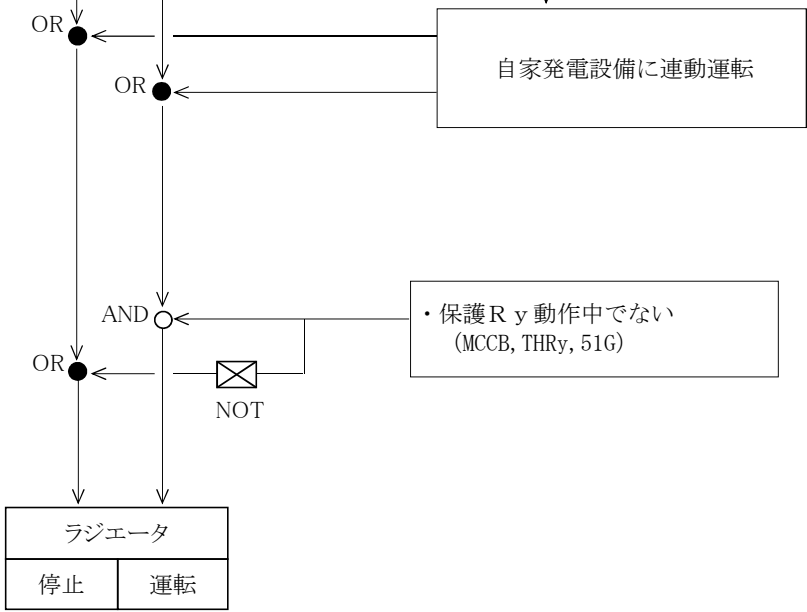 OR
自家発電設備に連動運転
OR
AND
・保護Ｒｙ動作中でない
(MCCB,THRy,51G)
OR
NOT
ラジエータ
停止
運転